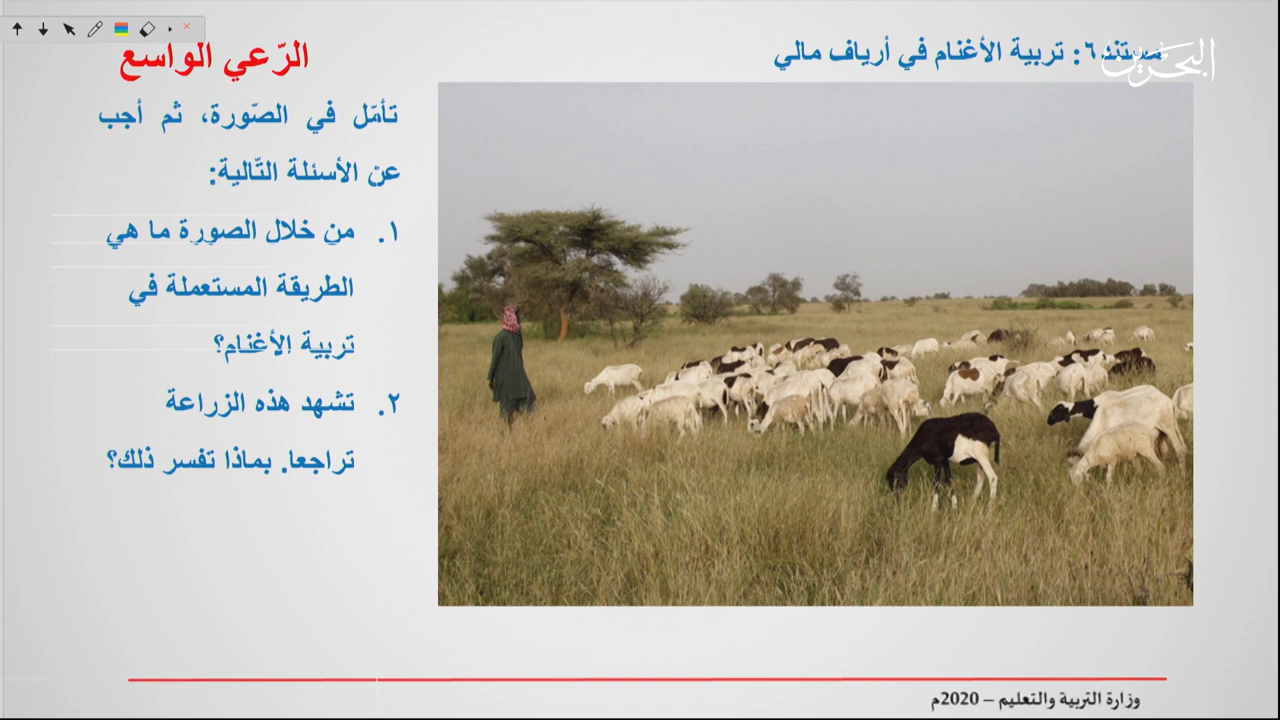 مستند٦: تربية الأغنام في أرياف مالي
البحرين
الرّعي الواسع
تأمّل في الصّورة، ثم أجب
عن الأسئلة التّالية:
١. من خلال الصورة ما هي
الطريقة المستعملة في
تربية الأغنام؟
٢. تشهد هذه الزراعة
تراجعا. بماذا تفسر ذلك؟
وزارة التربية والتعليم – 2020م